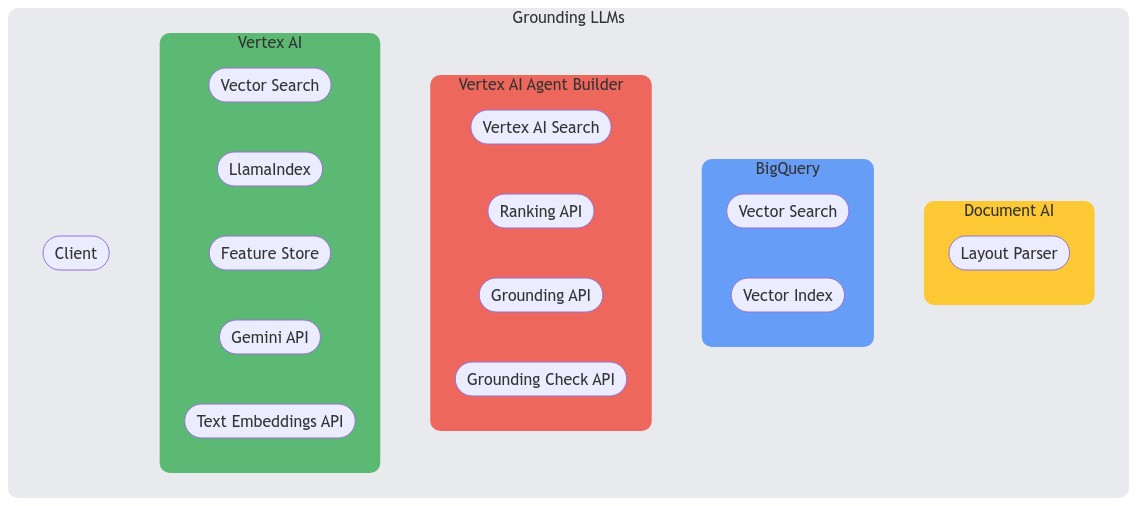 Grounding LLMs
Client
Vertex AI
Vector Search
LlamaIndex
Feature Store
Gemini API
Text Embeddings API
Vertex AI Agent Builder
Vertex AI Search
Ranking API
Grounding API
Grounding Check API
BigQuery
Vector Search
Vector Index
Document AI
Layout Parser